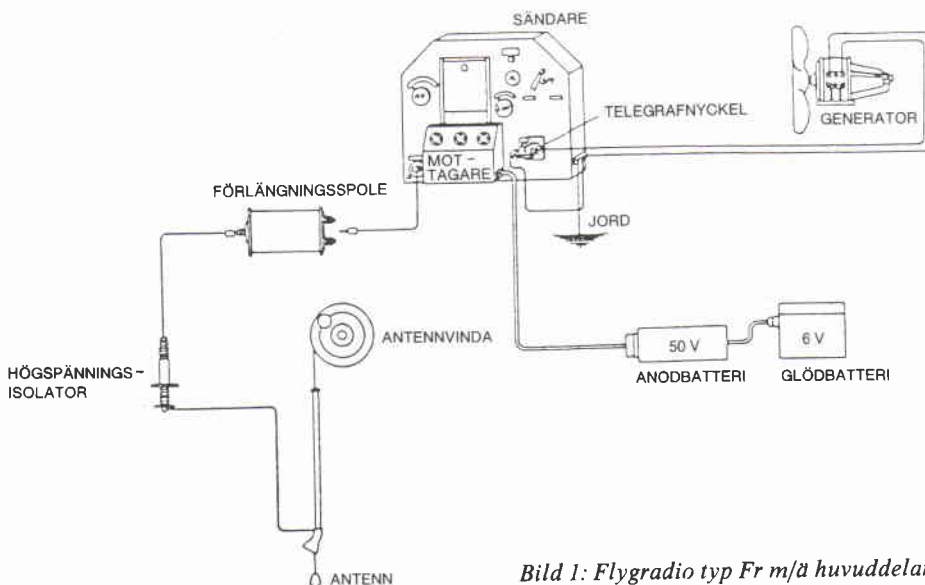 SÄNDARE
TELEGRAFNYCKEL
GENERATOR
MOT-
TAGARE
FÖRLÄNGNINGSSPOLE
JORD
ANTENNVINDA
50 V
6 V
HÖGSPÄNNINGS-
ISOLATOR
ANODBATTERI
GLÖDBATTERI
ANTENN
Bild 1: Flygradio typ Fr m/ä huvuddelar